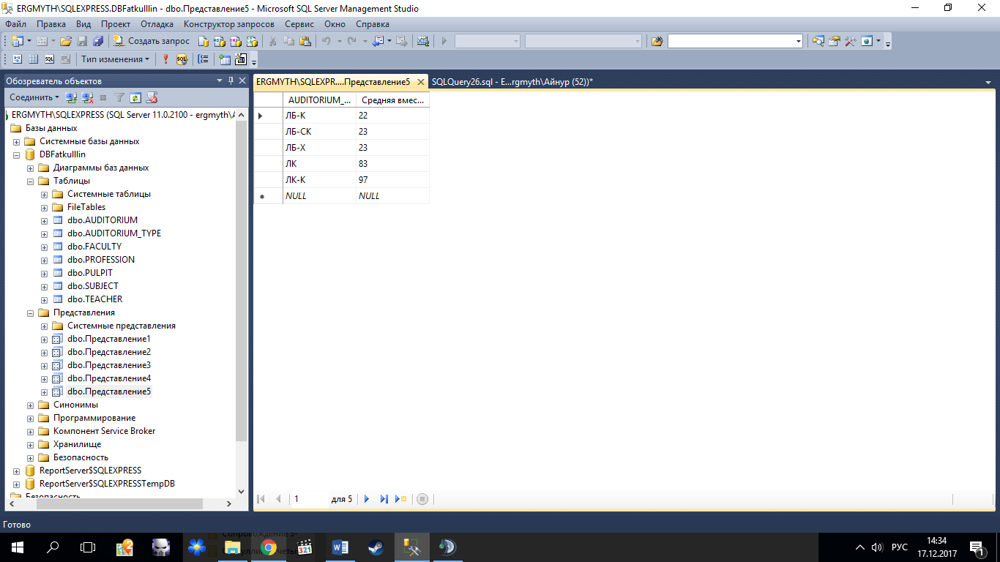 ERGMYTH\SQLEXPRESS.DBFatkulllin - dbo.Представление5 - Microsoft SQL Server Management Studio
Файл Правка Вид Проект Отладка Конструктор запросов Сервис Окно Справка
Создать запрос
Тип изменения
Обозреватель объектов
ERGMYTH\SQLEXPR....Представление5
SQLQuery26.sql - E...rgmyth\Айнур (52))*
Соединить
ERGMYTH\SQLEXPRESS (SQL Server 11.0.2100 - ergmyth\
Базы данных
Системные базы данных
DBFatkulllin
Диаграммы баз данных
Таблицы
Системные таблицы
FileTables
dbo.AUDITORIUM
dbo.AUDITORIUM_TYPE
dbo.FACULTY
dbo.PROFESSION
dbo.PULPIT
dbo.SUBJECT
dbo.TEACHER
Представления
Системные представления
dbo.Представление1
dbo.Представление2
dbo.Представление3
dbo.Представление4
dbo.Представление5
Синонимы
Программирование
Компонент Service Broker
Хранилище
Безопасность
ReportServer$SQLEXPRESS
ReportServer$SQLEXPRESSTempDB
Безопасность
AUDITORIUM_... Средняя вмес...
ЛБ-К 22
ЛБ-СК 23
ЛБ-Х 23
ЛК 83
ЛК-К 97
NULL NULL
1 для 5
Готово
РУС
14:34
17.12.2017
1